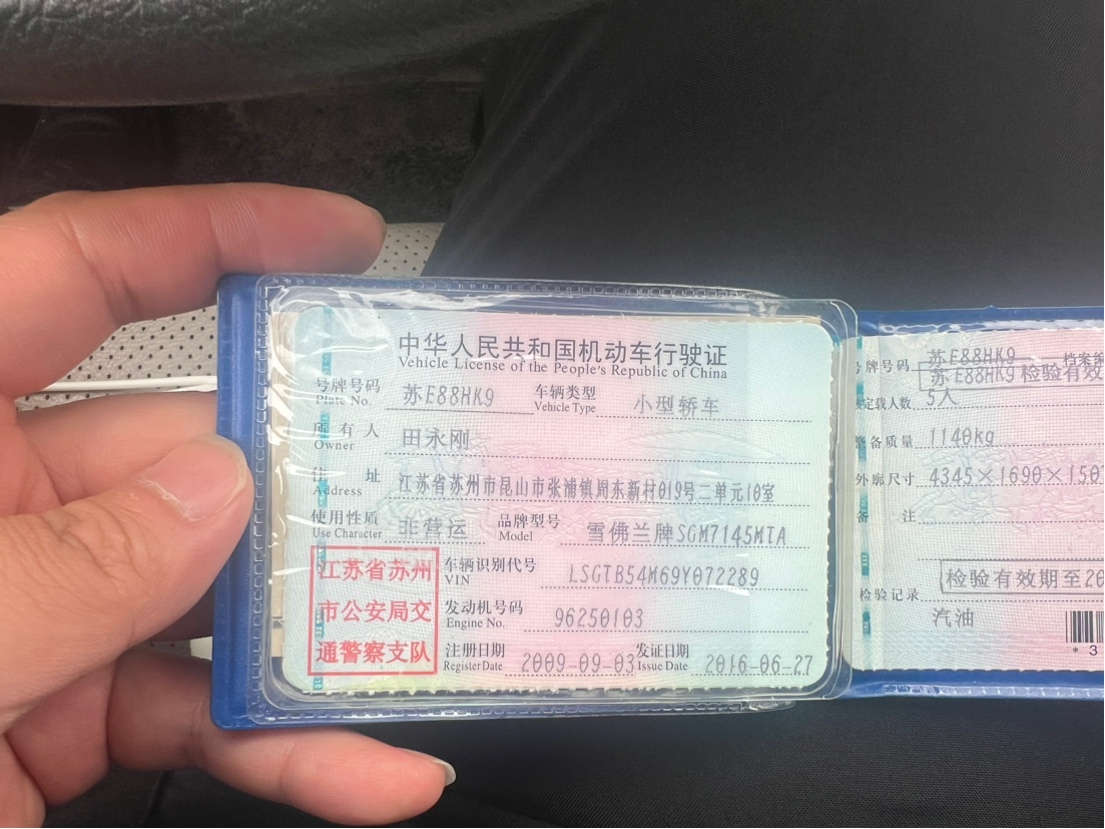 中华人民共和国机动车行驶证
Vehicle License of the People's Republic of China
号牌号码 苏E88HK9 车辆类型 小型轿车
Plate No. Vehicle Type
所有人 田永刚
Owner
住址 江苏省苏州市昆山市张浦镇周东新村019号二单元10室
Address
使用性质 非营运 品牌型号 雪佛兰牌SGM7145MTA
Use Character Model
江苏省苏州
市公安局交
通警察支队
车辆识别代号 LSGTB54M69Y072289
VIN
发动机号码 96250103
Engine No.
注册日期 2009-09-03 发证日期 2016-06-27
Register Date Issue Date
号牌号码 苏E88HK9 档案编
苏E88HK9 检验有效
核定载人数 5人
整备质量 1140kg
外廓尺寸 4345×1690×150
备注
检验有效期至20
检验记录
汽油
*3